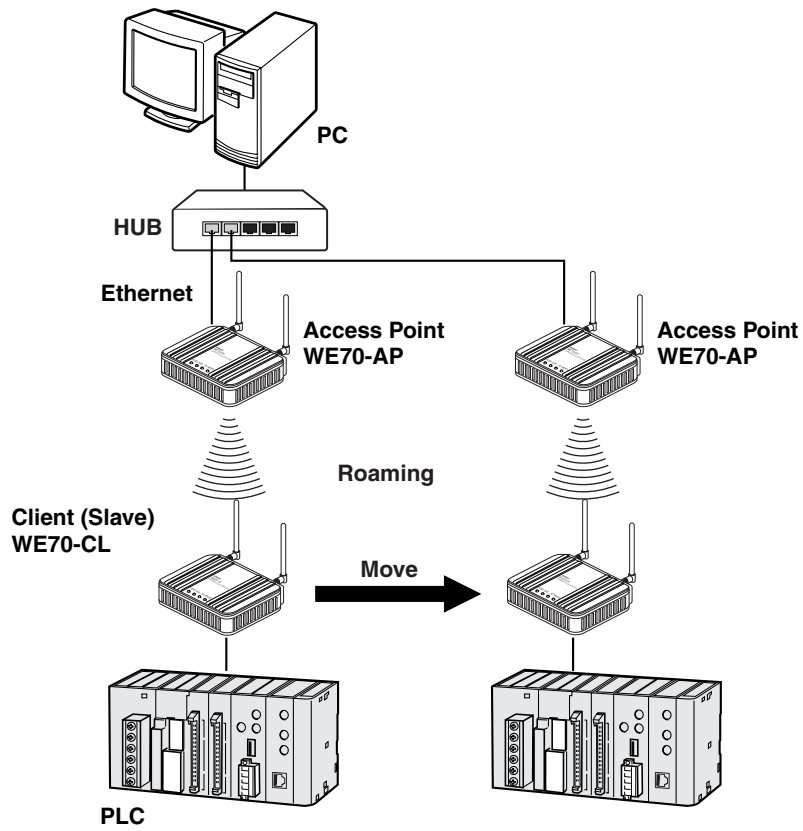 PC
HUB
Ethernet
Access Point
WE70-AP
Access Point
WE70-AP
Roaming
Client (Slave)
WE70-CL
Move
PLC